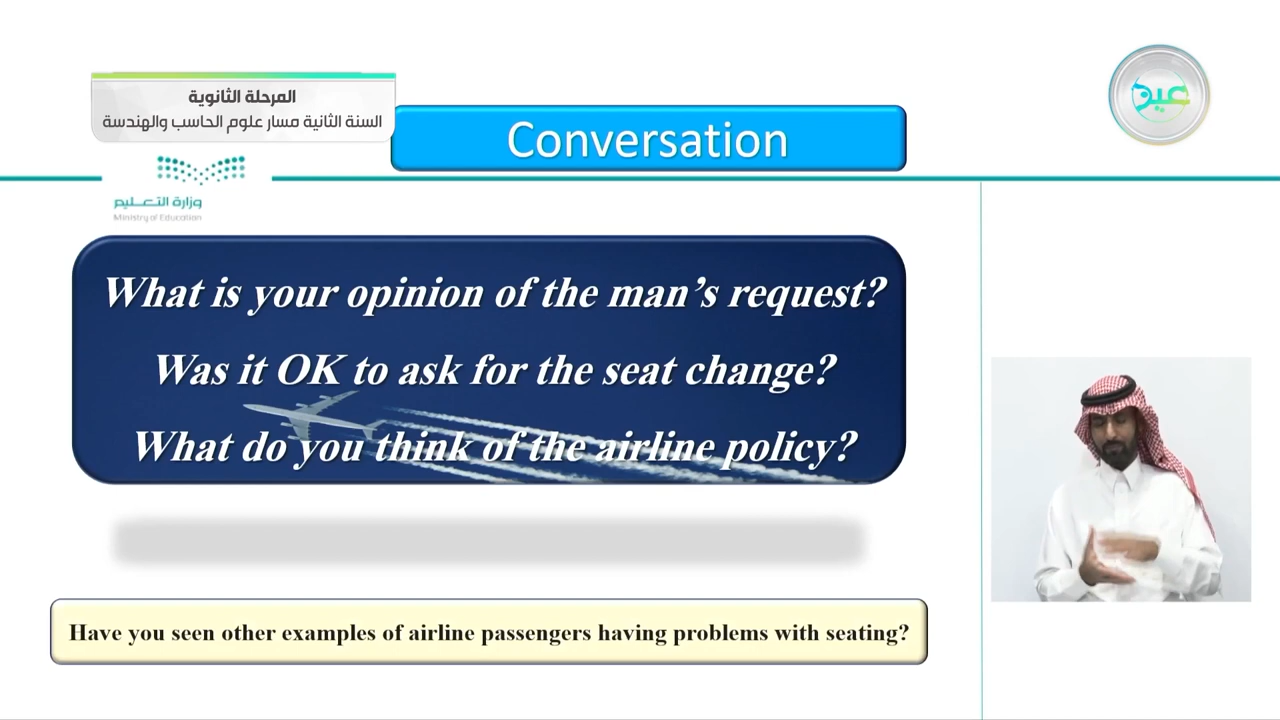 المرحلة الثانوية
السنة الثانية مسار علوم الحاسب والهندسة
عين
Conversation
وزارة التعليم
Ministry of Education
What is your opinion of the man's request?
Was it OK to ask for the seat change?
What do you think of the airline policy?
Have you seen other examples of airline passengers having problems with seating?